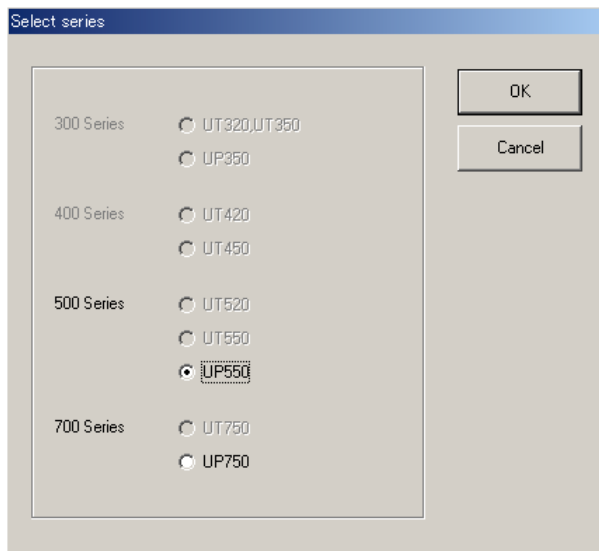 Select series
OK
Cancel
300 Series UT320,UT350
UP350
400 Series UT420
UT450
500 Series UT520
UT550
UP550
700 Series UT750
UP750